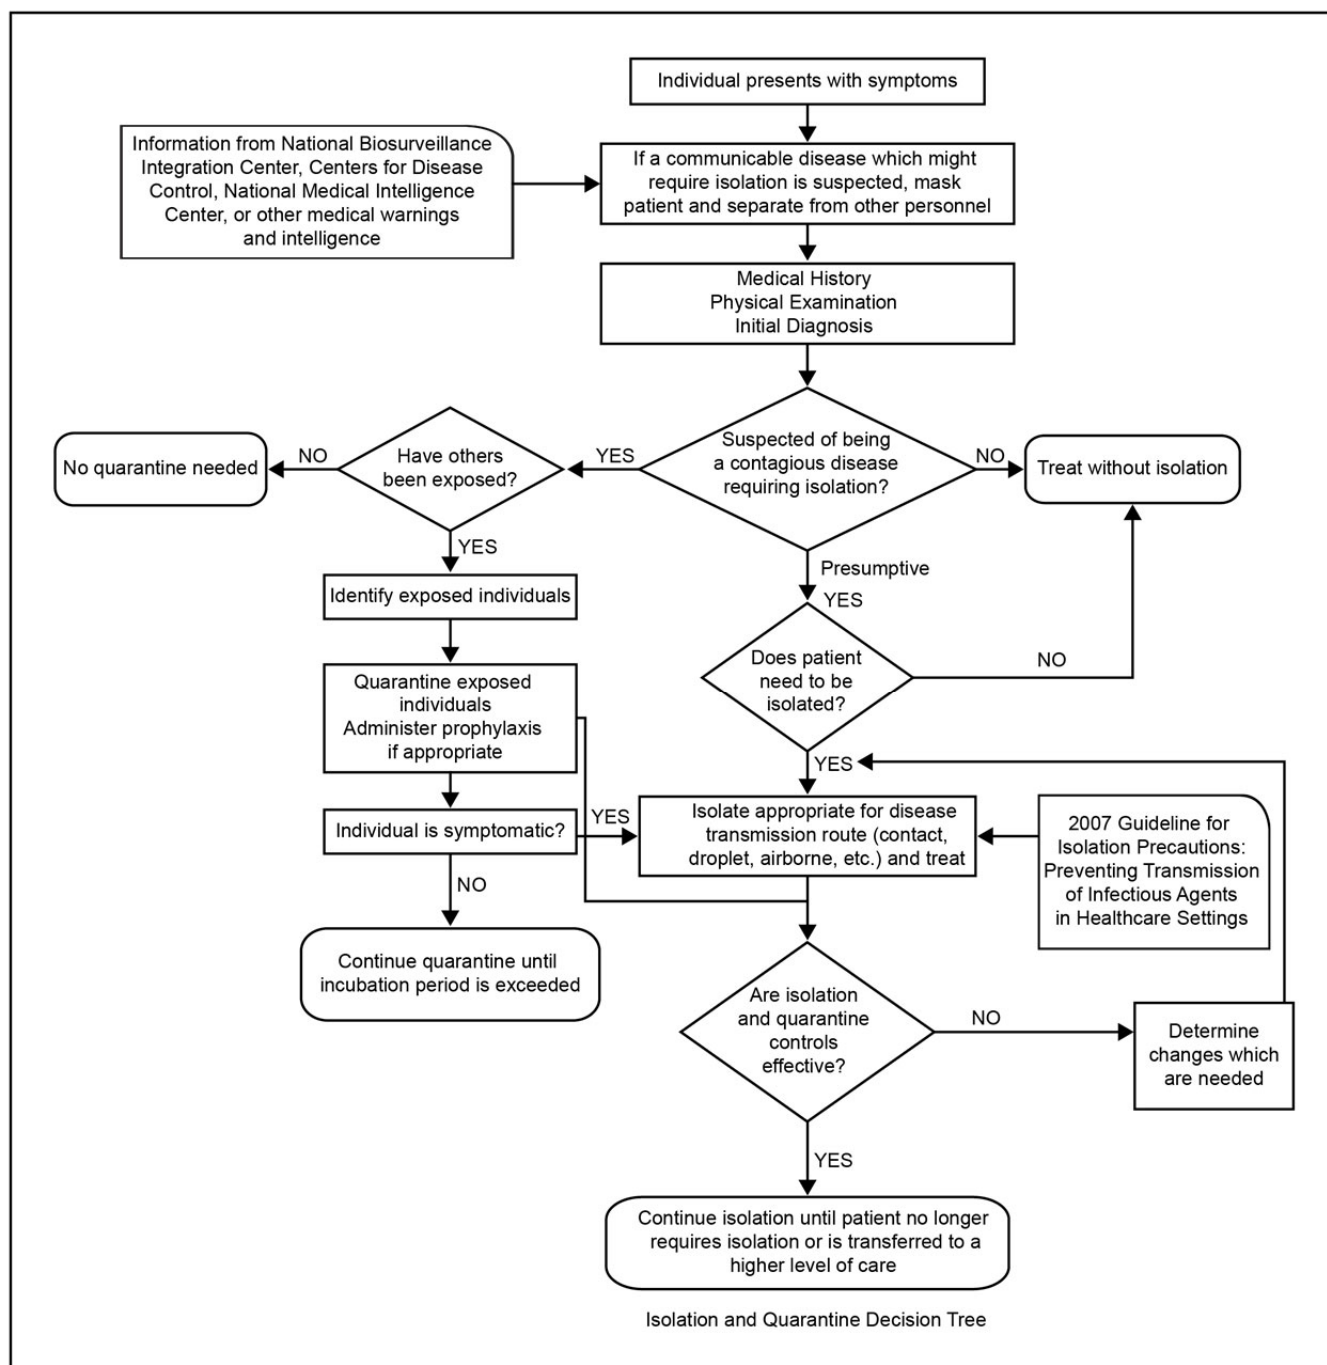 Individual presents with symptoms
Information from National Biosurveillance
Integration Center, Centers for Disease
Control, National Medical Intelligence
Center, or other medical warnings
and intelligence
If a communicable disease which might
require isolation is suspected, mask
patient and separate from other personnel
Medical History
Physical Examination
Initial Diagnosis
Suspected of being
a contagious disease
requiring isolation?
NO
Treat without isolation
YES
Have others
been exposed?
NO
No quarantine needed
YES
Identify exposed individuals
Quarantine exposed
individuals
Administer prophylaxis
if appropriate
Individual is symptomatic?
YES
NO
Continue quarantine until
incubation period is exceeded
Presumptive
YES
Does patient
need to be
isolated?
NO
YES
Isolate appropriate for disease
transmission route (contact,
droplet, airborne, etc.) and treat
2007 Guideline for
Isolation Precautions:
Preventing Transmission
of Infectious Agents
in Healthcare Settings
Are isolation
and quarantine
controls
effective?
NO
Determine
changes which
are needed
YES
Continue isolation until patient no longer
requires isolation or is transferred to a
higher level of care
Isolation and Quarantine Decision Tree